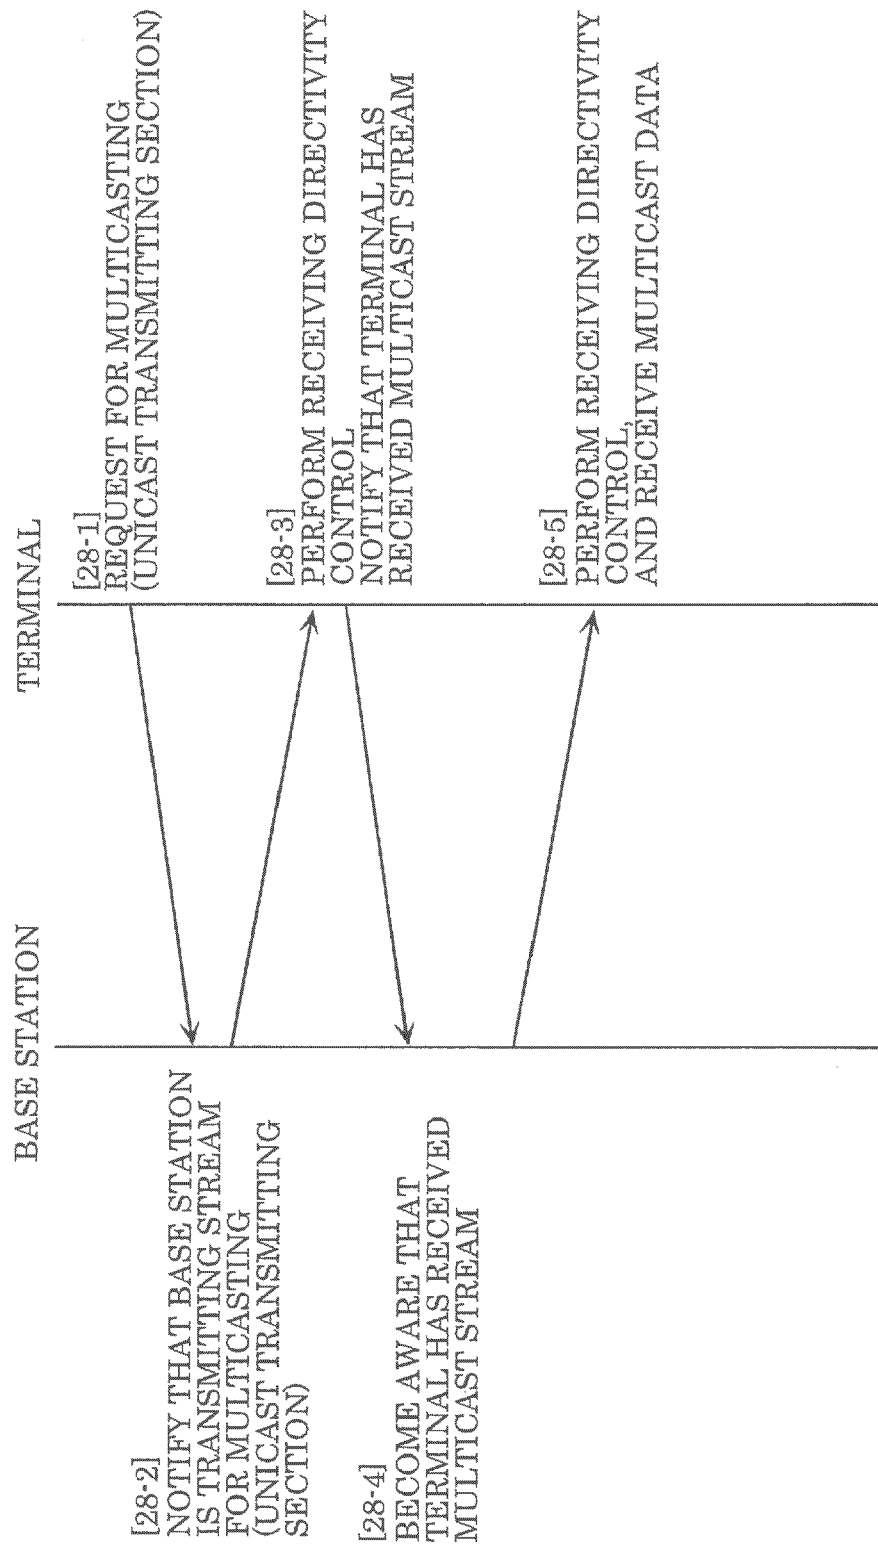 BASE STATION
TERMINAL
[28-1]
REQUEST FOR MULTICASTING
(UNICAST TRANSMITTING SECTION)
[28-2]
NOTIFY THAT BASE STATION
IS TRANSMITTING STREAM
FOR MULTICASTING
(UNICAST TRANSMITTING
SECTION)
[28-3]
PERFORM RECEIVING DIRECTIVITY
CONTROL
NOTIFY THAT TERMINAL HAS
RECEIVED MULTICAST STREAM
[28-4]
BECOME AWARE THAT
TERMINAL HAS RECEIVED
MULTICAST STREAM
[28-5]
PERFORM RECEIVING DIRECTIVITY
CONTROL,
AND RECEIVE MULTICAST DATA